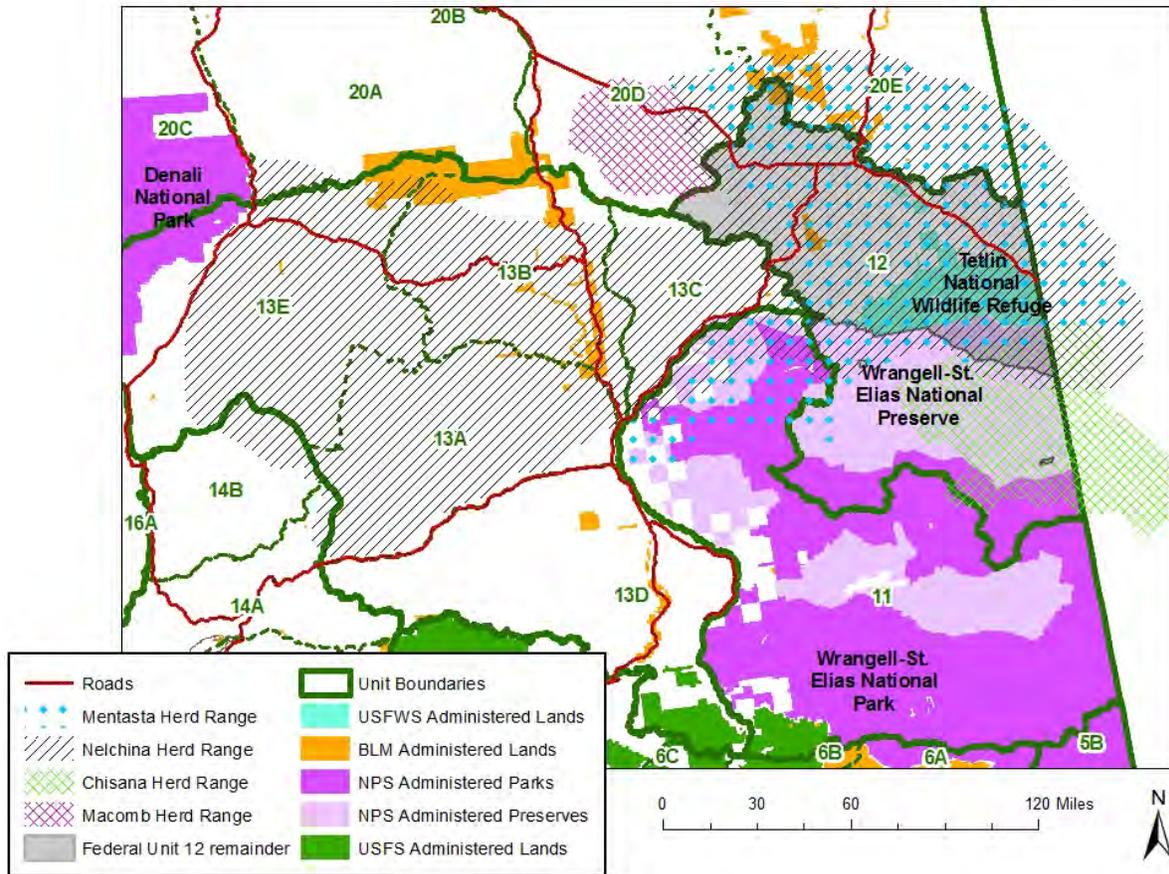 20B
20A
20D
20E
20C
Denali
National
Park
12
13B
13C
13E
Tetlin
National
Wildlife Refuge
Wrangell-St.
Elias National
Preserve
13A
14B
16A
11
14A
13D
Wrangell-St.
Elias National
Park
5B
6C
6B
6A
Roads
Mentasta Herd Range
Nelchina Herd Range
Chisana Herd Range
Macomb Herd Range
Federal Unit 12 remainder
Unit Boundaries
USFWS Administered Lands
BLM Administered Lands
NPS Administered Parks
NPS Administered Preserves
USFS Administered Lands
0 30 60 120 Miles
N